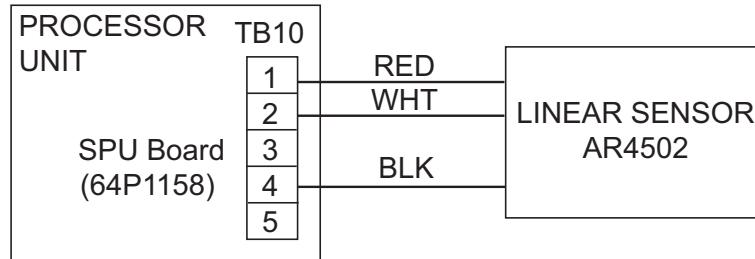 PROCESSOR
UNIT
TB10
1
2
3
4
5
SPU Board
(64P1158)
RED
WHT
BLK
LINEAR SENSOR
AR4502